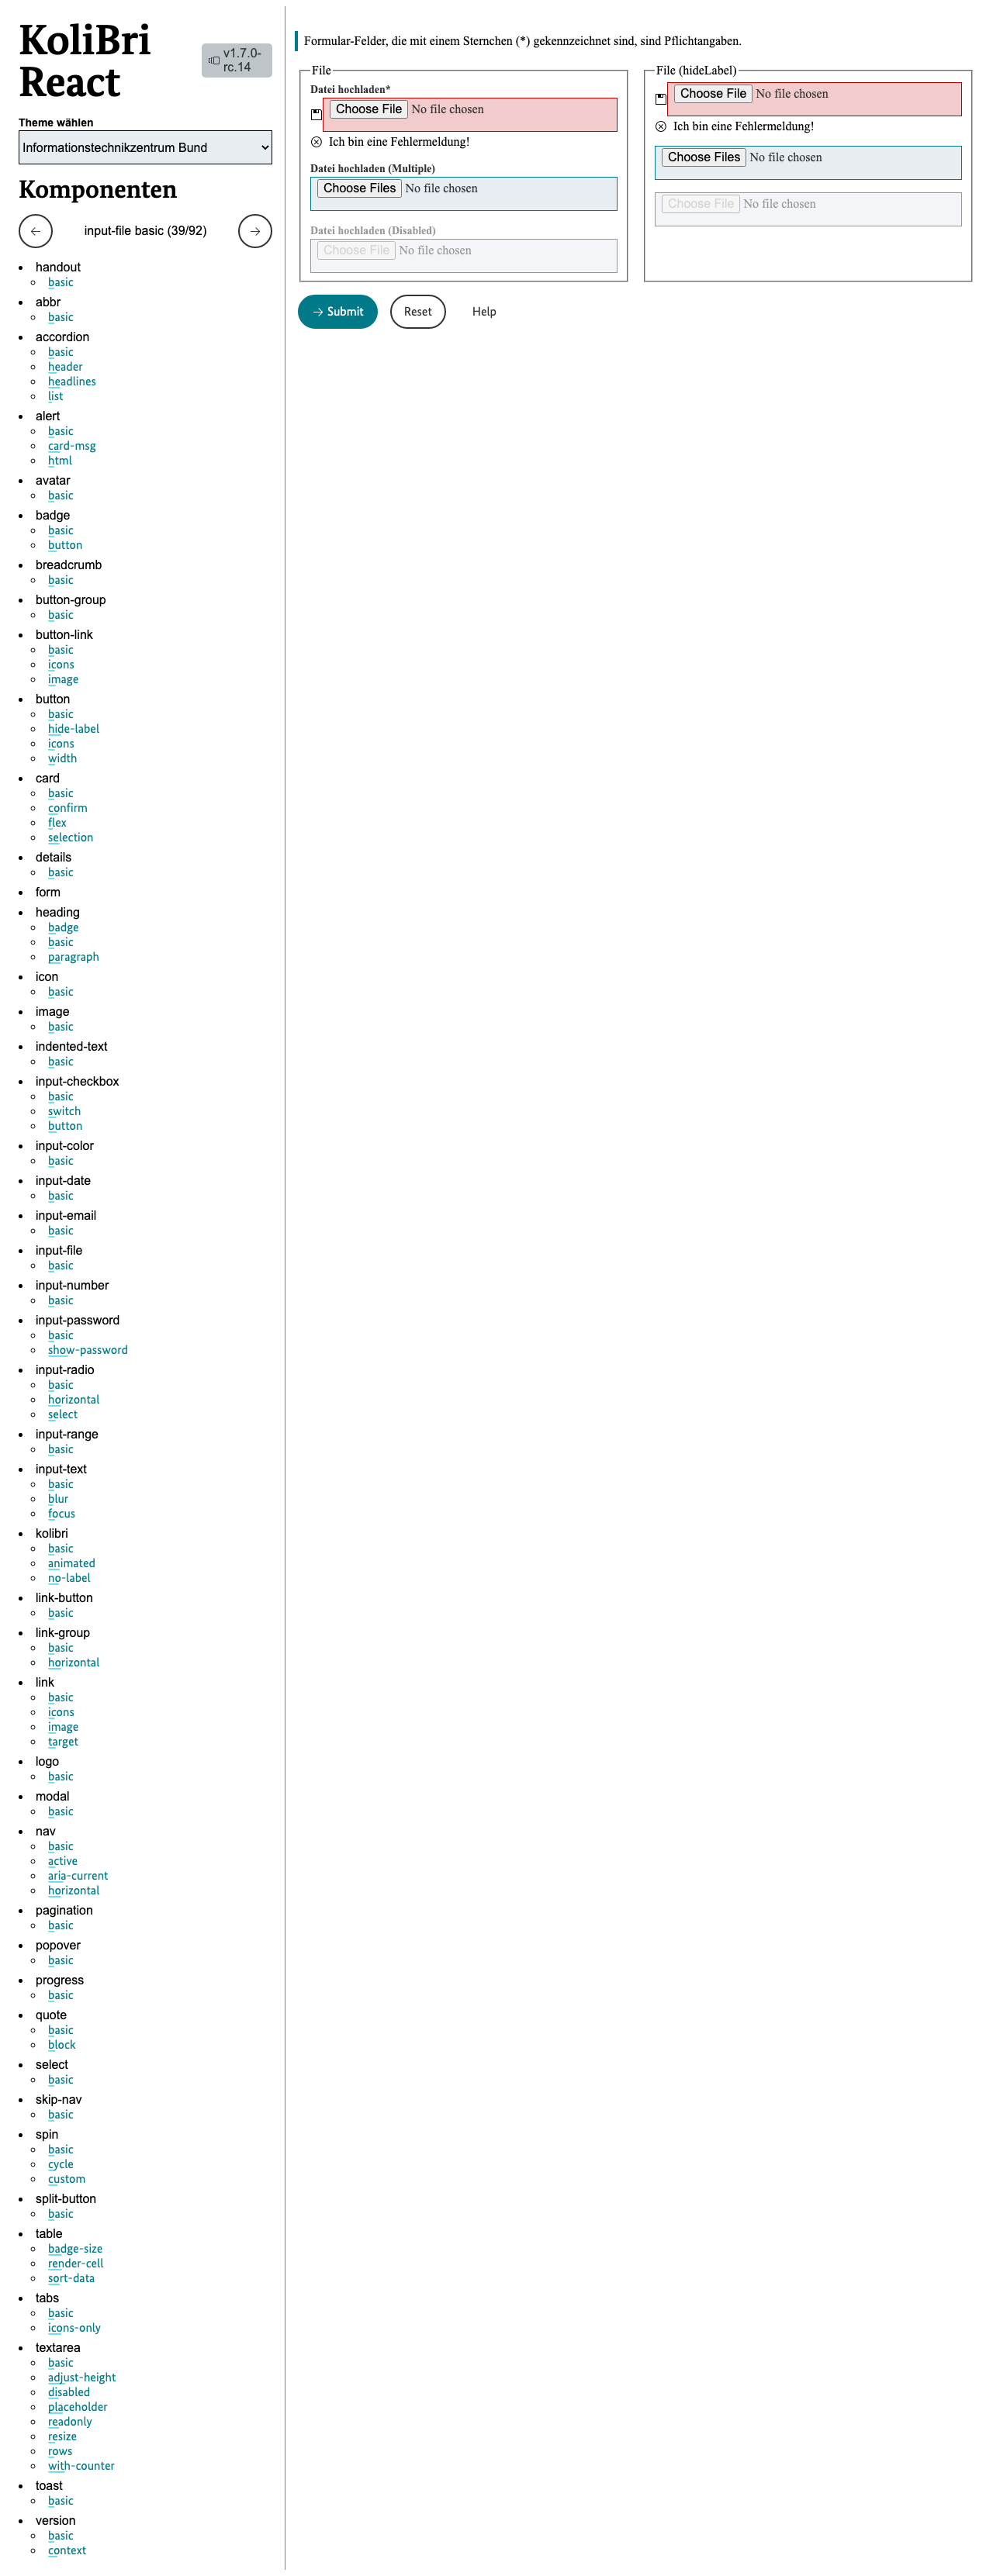 KoliBri
React
v1.7.0-
rc.14
Theme wählen
Informationstechnikzentrum Bund
Komponenten
input-file basic (39/92)
handout
basic
abbr
basic
accordion
basic
header
headlines
list
alert
basic
card-msg
html
avatar
basic
badge
basic
button
breadcrumb
basic
button-group
basic
button-link
basic
icons
image
button
basic
hide-label
icons
width
card
basic
confirm
flex
selection
details
basic
form
heading
badge
basic
paragraph
icon
basic
image
basic
indented-text
basic
input-checkbox
basic
switch
button
input-color
basic
input-date
basic
input-email
basic
input-file
basic
input-number
basic
input-password
basic
show-password
input-radio
basic
horizontal
select
input-range
basic
input-text
basic
blur
focus
kolibri
basic
animated
no-label
link-button
basic
link-group
basic
horizontal
link
basic
icons
image
target
logo
basic
modal
basic
nav
basic
active
aria-current
horizontal
pagination
basic
popover
basic
progress
basic
quote
basic
block
select
basic
skip-nav
basic
spin
basic
cycle
custom
split-button
basic
table
badge-size
render-cell
sort-data
tabs
basic
icons-only
textarea
basic
adjust-height
disabled
placeholder
readonly
resize
rows
with-counter
toast
basic
version
basic
context
Formular-Felder, die mit einem Sternchen (*) gekennzeichnet sind, sind Pflichtangaben.
File
Datei hochladen*
Choose File No file chosen
Ich bin eine Fehlermeldung!
Datei hochladen (Multiple)
Choose Files No file chosen
Datei hochladen (Disabled)
Choose File No file chosen
File (hideLabel)
Choose File No file chosen
Ich bin eine Fehlermeldung!
Choose Files No file chosen
Choose File No file chosen
Submit
Reset
Help